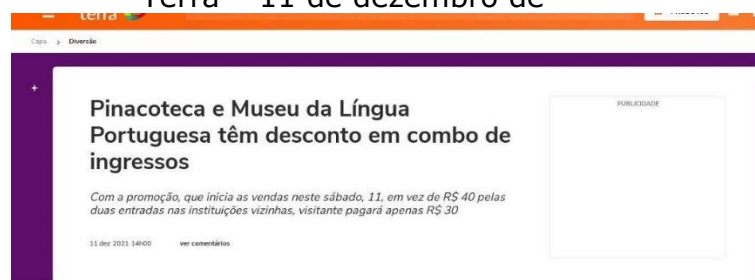 Terra – 11 de dezembro de
terra
Capa > Diversão
+
Pinacoteca e Museu da Língua
Portuguesa têm desconto em combo de
ingressos
PUBLICIDADE
Com a promoção, que inicia as vendas neste sábado, 11, em vez de R$ 40 pelas
duas entradas nas instituições vizinhas, visitante pagará apenas R$ 30
11 dez 2021 14h00 ver comentários